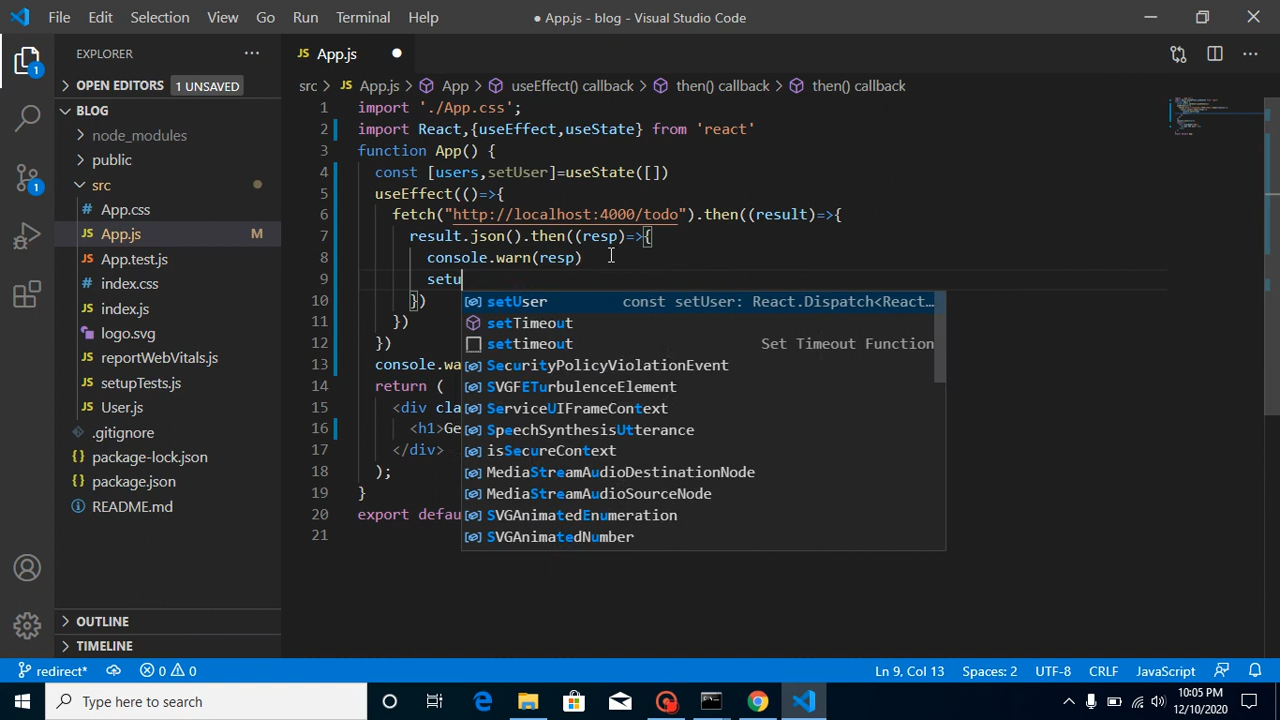 File Edit Selection View Go Run Terminal Help
● App.js - blog - Visual Studio Code
EXPLORER
OPEN EDITORS 1 UNSAVED
BLOG
node_modules
public
src
App.css
App.js M
App.test.js
index.css
index.js
logo.svg
reportWebVitals.js
setupTests.js
User.js
.gitignore
package-lock.json
package.json
README.md
OUTLINE
TIMELINE
1
1
JS App.js ●
src > JS App.js > App > useEffect() callback > then() callback > then() callback
1 import './App.css';
2 import React,{useEffect,useState} from 'react'
3 function App() {
4 const [users,setUser]=useState([])
5 useEffect(()=>{
6 fetch("http://localhost:4000/todo").then((result)=>{
7 result.json().then((resp)=>{
8 console.warn(resp)
9 setu
10 })
11 })
12 })
13 console.wa
14 return (
15 <div cla
16 <h1>Ge
17 </div>
18 );
19 }
20 export defau
21
setUser const setUser: React.Dispatch<React…
setTimeout
settimeout Set Timeout Function
SecurityPolicyViolationEvent
SVGFETurbulenceElement
ServiceUIFrameContext
SpeechSynthesisUtterance
isSecureContext
MediaStreamAudioDestinationNode
MediaStreamAudioSourceNode
SVGAnimatedEnumeration
SVGAnimatedNumber
redirect* 0 0 Ln 9, Col 13 Spaces: 2 UTF-8 CRLF JavaScript
Type here to search
10:05 PM
12/10/2020